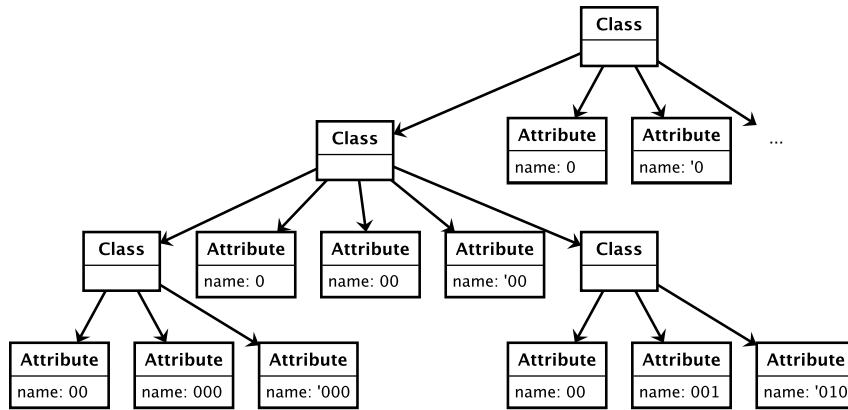 Class
Attribute
name: 0
Attribute
name: '0
...
Class
Class
Attribute
name: 0
Attribute
name: 00
Attribute
name: '00
Class
Attribute
name: 00
Attribute
name: 000
Attribute
name: '000
Attribute
name: 00
Attribute
name: 001
Attribute
name: '010